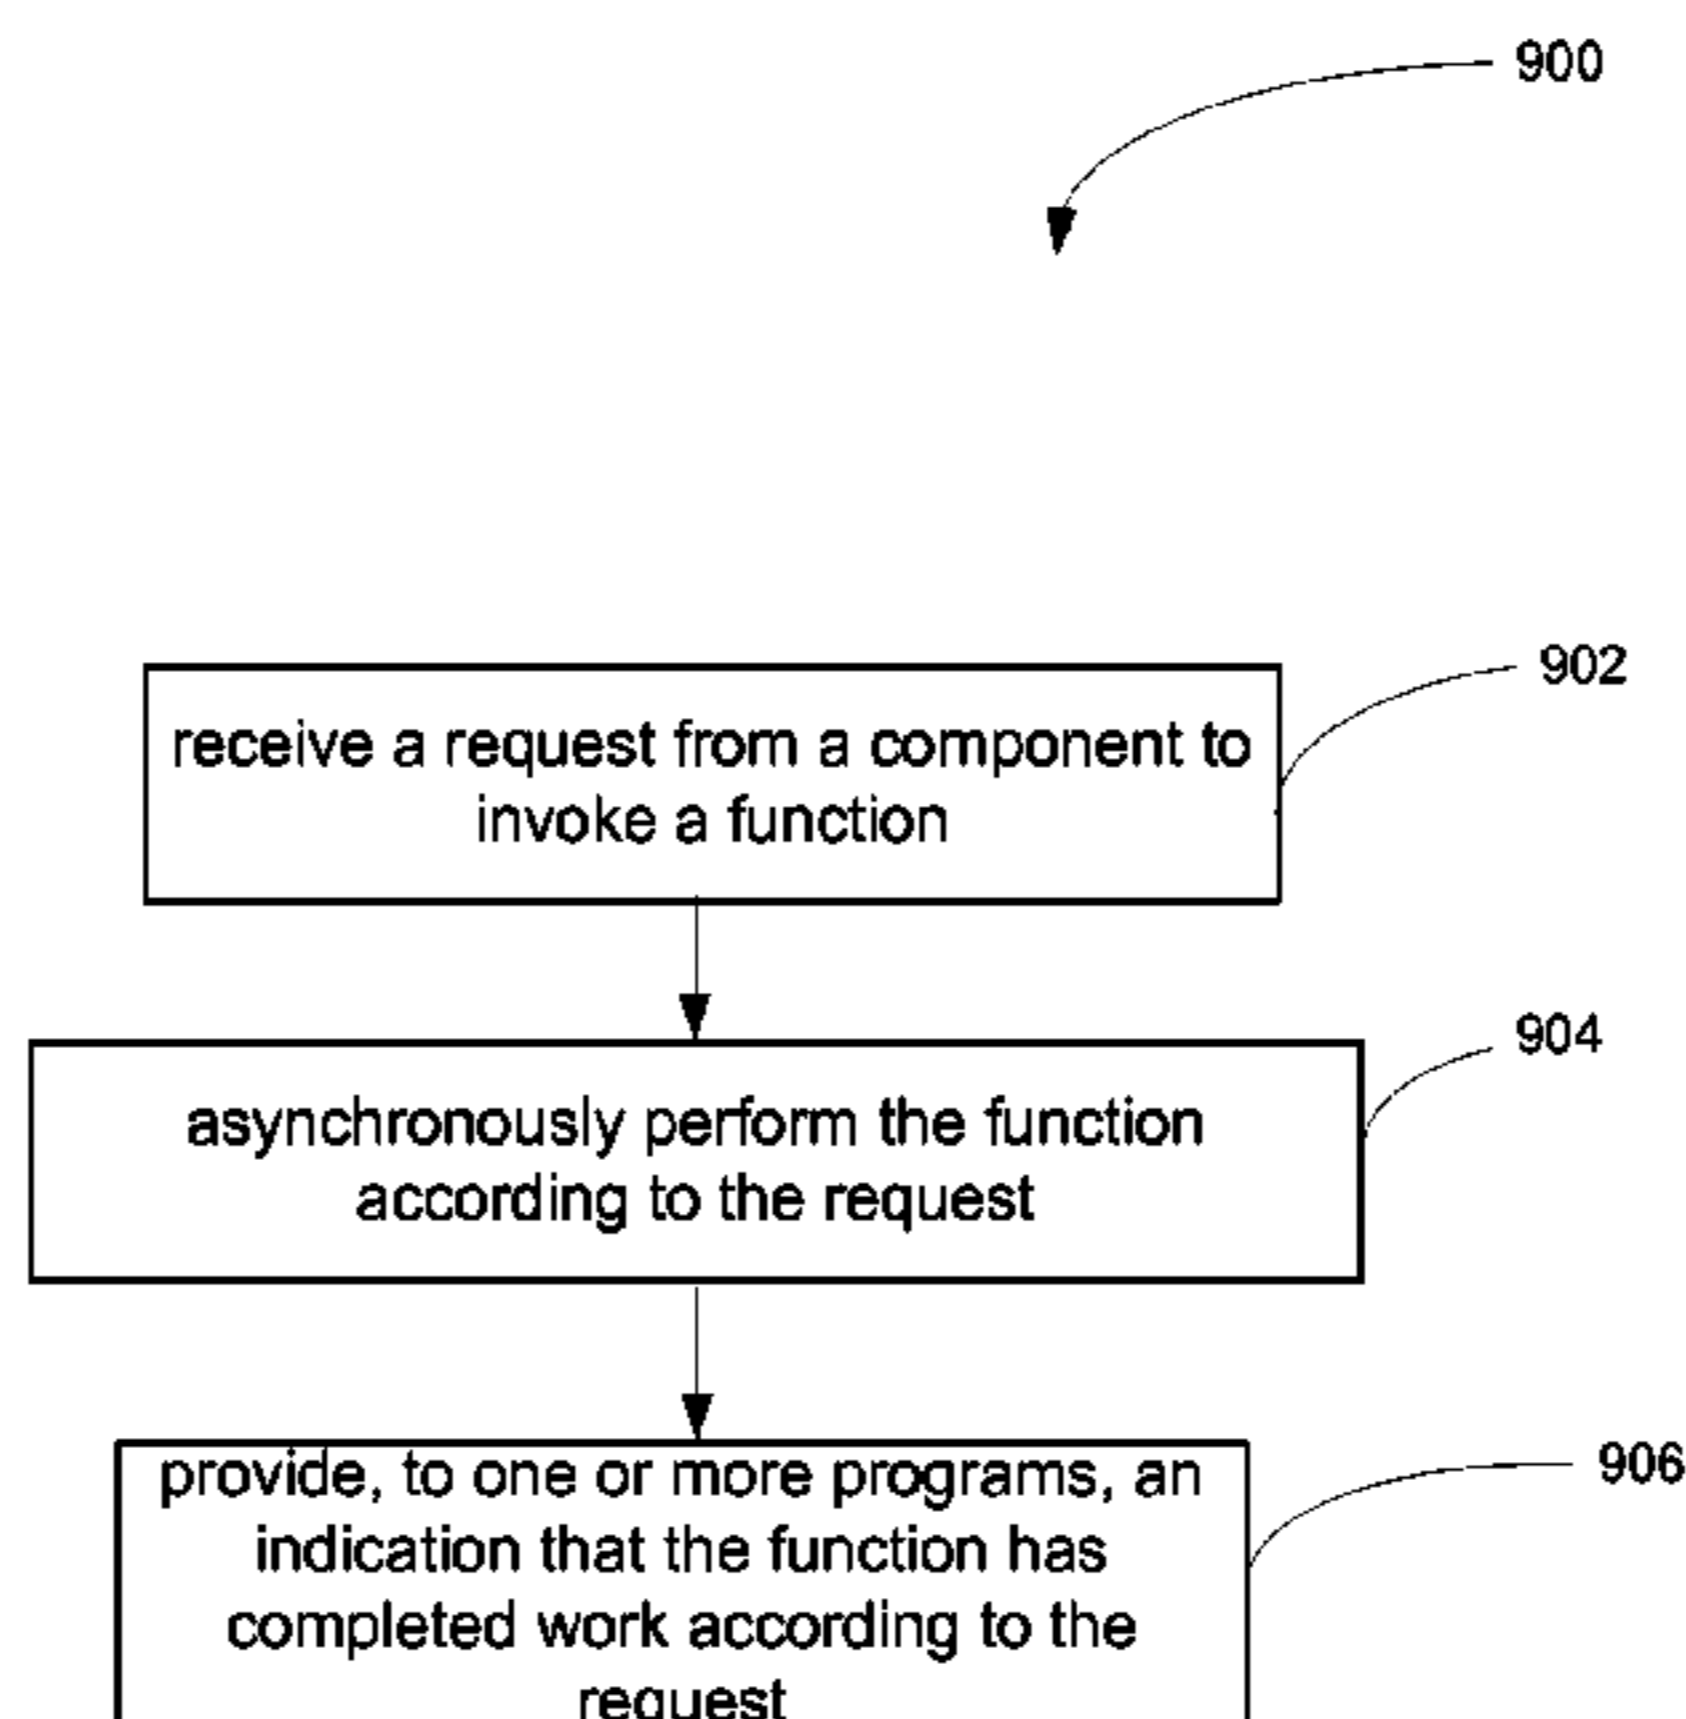 900
902
receive a request from a component to
invoke a function
904
asynchronously perform the function
according to the request
906
provide, to one or more programs, an
indication that the function has
completed work according to the
request